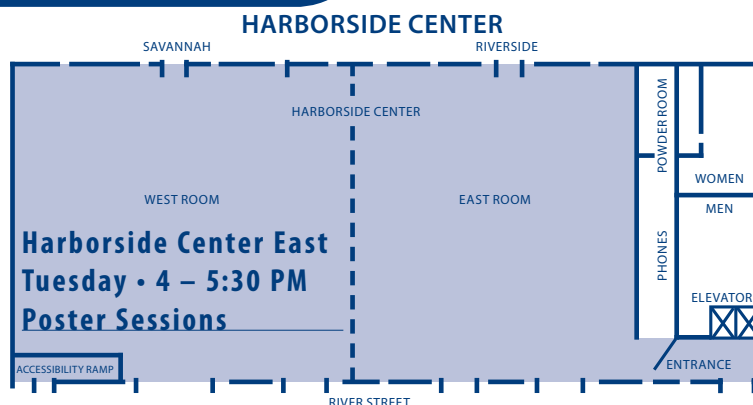 HARBORSIDE CENTER
SAVANNAH
RIVERSIDE
HARBORSIDE CENTER
POWDER ROOM
WEST ROOM
EAST ROOM
WOMEN
MEN
Harborside Center East
Tuesday • 4 – 5:30 PM
Poster Sessions
PHONES
ELEVATOR
ACCESSIBILITY RAMP
ENTRANCE
RIVER STREET